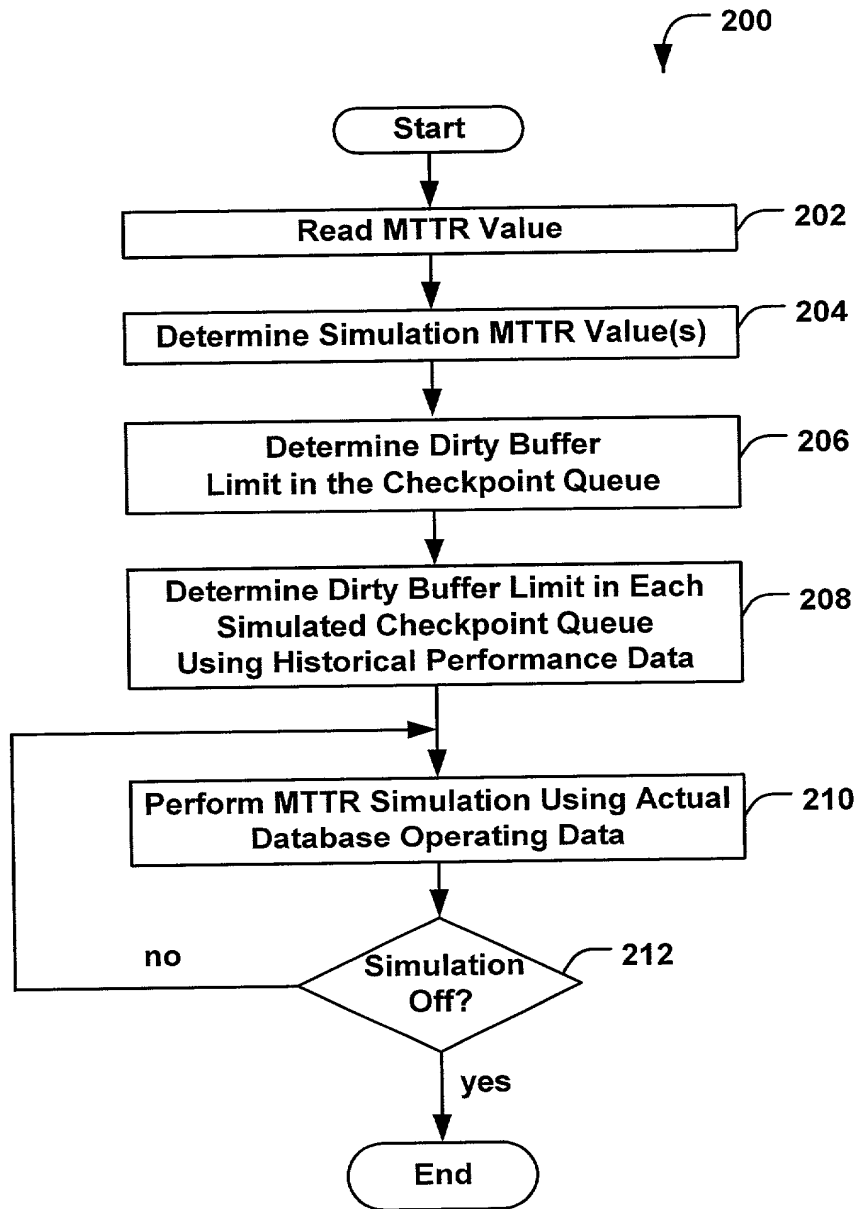 200
Start
Read MTTR Value
202
Determine Simulation MTTR Value(s)
204
Determine Dirty Buffer
Limit in the Checkpoint Queue
206
Determine Dirty Buffer Limit in Each
Simulated Checkpoint Queue
Using Historical Performance Data
208
Perform MTTR Simulation Using Actual
Database Operating Data
210
no
Simulation
Off?
212
yes
End